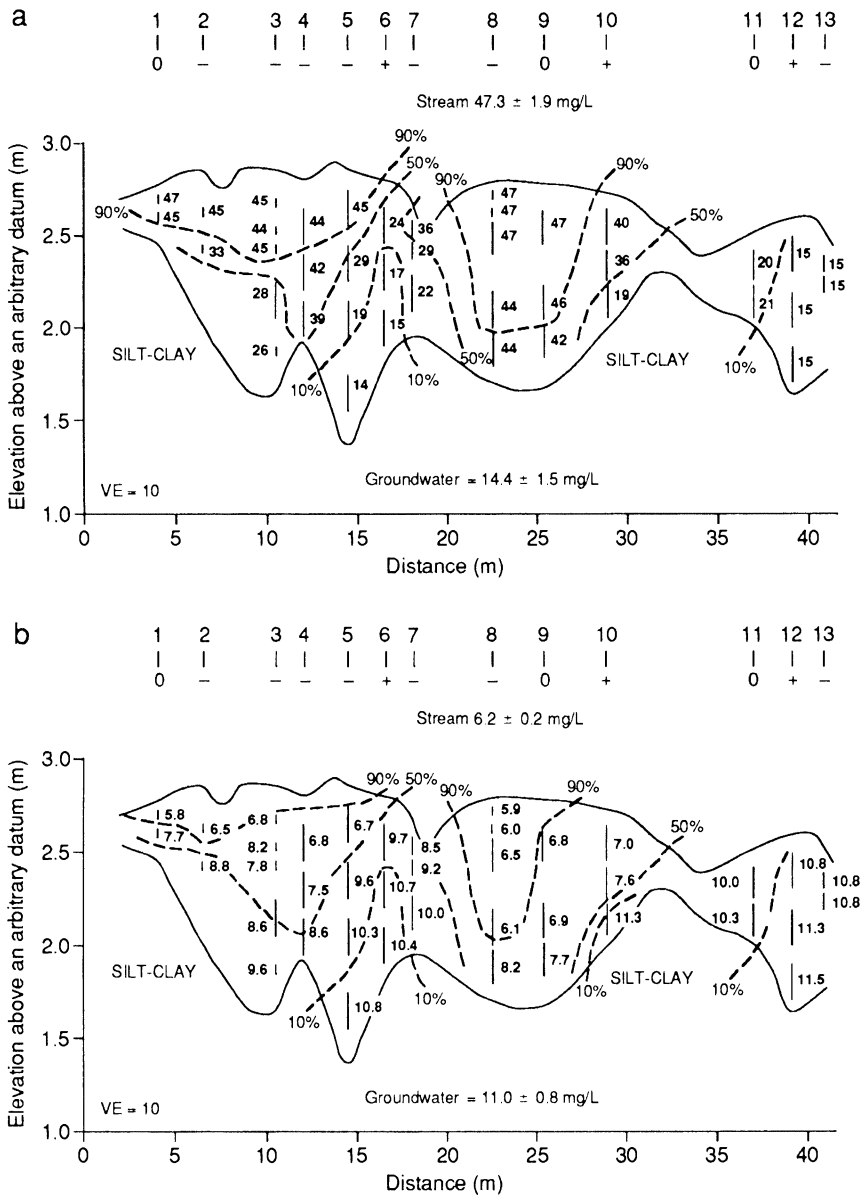 a
1 2 3 4 5 6 7 8 9 10 11 12 13
0 – – – – + – – 0 + 0 + –
Stream 47.3 ± 1.9 mg/L
Elevation above an arbitrary datum (m)
3.0
2.5
2.0
1.5
1.0
90% 50% 90% 90% 50%
90%
47 45 45 45 44 45 44 45 24 36 47 47 47 47 40
33 42 29 29 36 20 15 15 15
28 39 19 17 22 44 46 19 21 15
26 15 44 42 15
14
SILT-CLAY
SILT-CLAY
10% 10% 50% 10%
VE = 10
Groundwater = 14.4 ± 1.5 mg/L
0 5 10 15 20 25 30 35 40
Distance (m)
b
1 2 3 4 5 6 7 8 9 10 11 12 13
0 – – – – + – – 0 + 0 + –
Stream 6.2 ± 0.2 mg/L
Elevation above an arbitrary datum (m)
3.0
2.5
2.0
1.5
1.0
90% 50% 90% 90% 50%
5.8 6.5 6.8 6.8 6.7 9.7 8.5 5.9 6.0 6.5 6.8 7.0
7.7 8.8 8.2 7.8 7.5 9.6 10.7 9.2 7.6 10.0 10.8 10.8 10.8
8.6 8.6 10.3 10.4 10.0 6.1 6.9 11.3 10.3 11.3
9.6 8.2 7.7 11.5
10.8
SILT-CLAY
SILT-CLAY
10% 10% 10% 10%
VE = 10
Groundwater = 11.0 ± 0.8 mg/L
0 5 10 15 20 25 30 35 40
Distance (m)